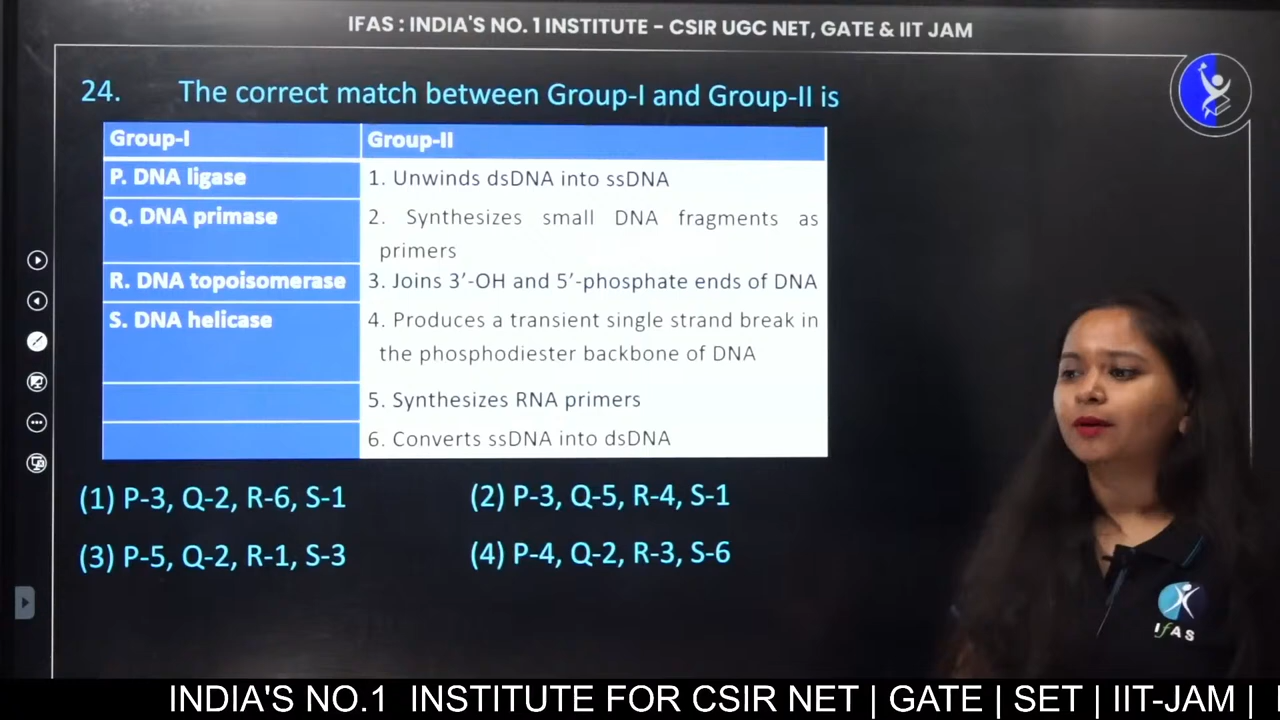 IFAS : INDIA'S NO. 1 INSTITUTE – CSIR UGC NET, GATE & IIT JAM
24. The correct match between Group-I and Group-II is
Group-I Group-II
P. DNA ligase 1. Unwinds dsDNA into ssDNA
Q. DNA primase 2. Synthesizes small DNA fragments as
primers
R. DNA topoisomerase 3. Joins 3’-OH and 5’-phosphate ends of DNA
S. DNA helicase 4. Produces a transient single strand break in
the phosphodiester backbone of DNA
5. Synthesizes RNA primers
6. Converts ssDNA into dsDNA
(1) P-3, Q-2, R-6, S-1 (2) P-3, Q-5, R-4, S-1
(3) P-5, Q-2, R-1, S-3 (4) P-4, Q-2, R-3, S-6
IFAS
INDIA'S NO.1 INSTITUTE FOR CSIR NET | GATE | SET | IIT-JAM |